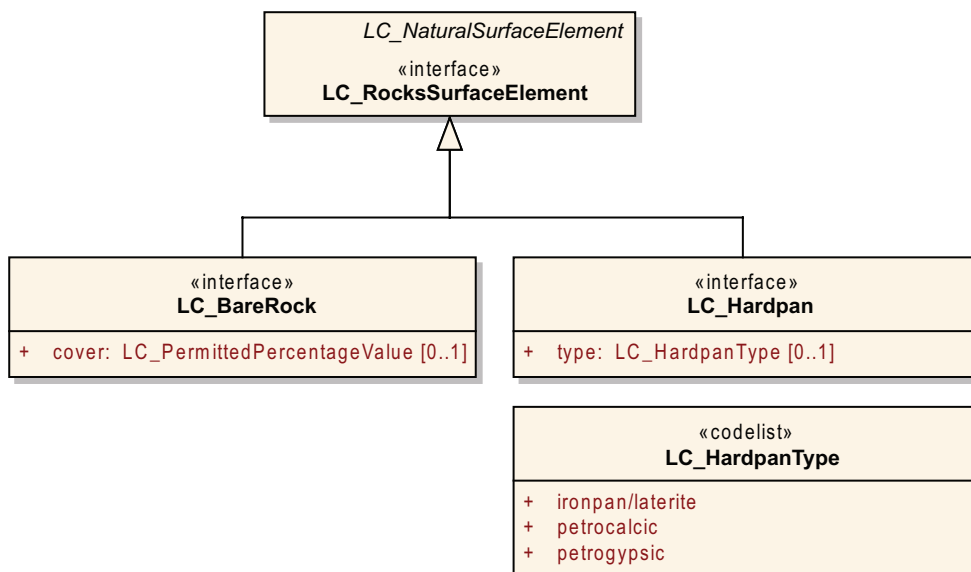 LC_NaturalSurfaceElement
«interface»
LC_RocksSurfaceElement
«interface»
LC_BareRock
+ cover: LC_PermittedPercentageValue [0..1]
«interface»
LC_Hardpan
+ type: LC_HardpanType [0..1]
«codelist»
LC_HardpanType
+ ironpan/laterite
+ petrocalcic
+ petrogypsic